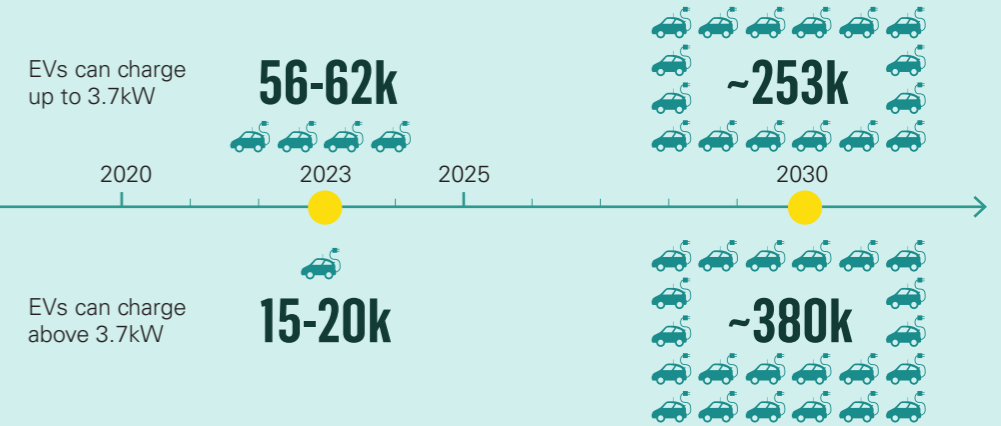 EVs can charge
up to 3.7kW
56-62k
~253k
2020
2023
2025
2030
EVs can charge
above 3.7kW
15-20k
~380k